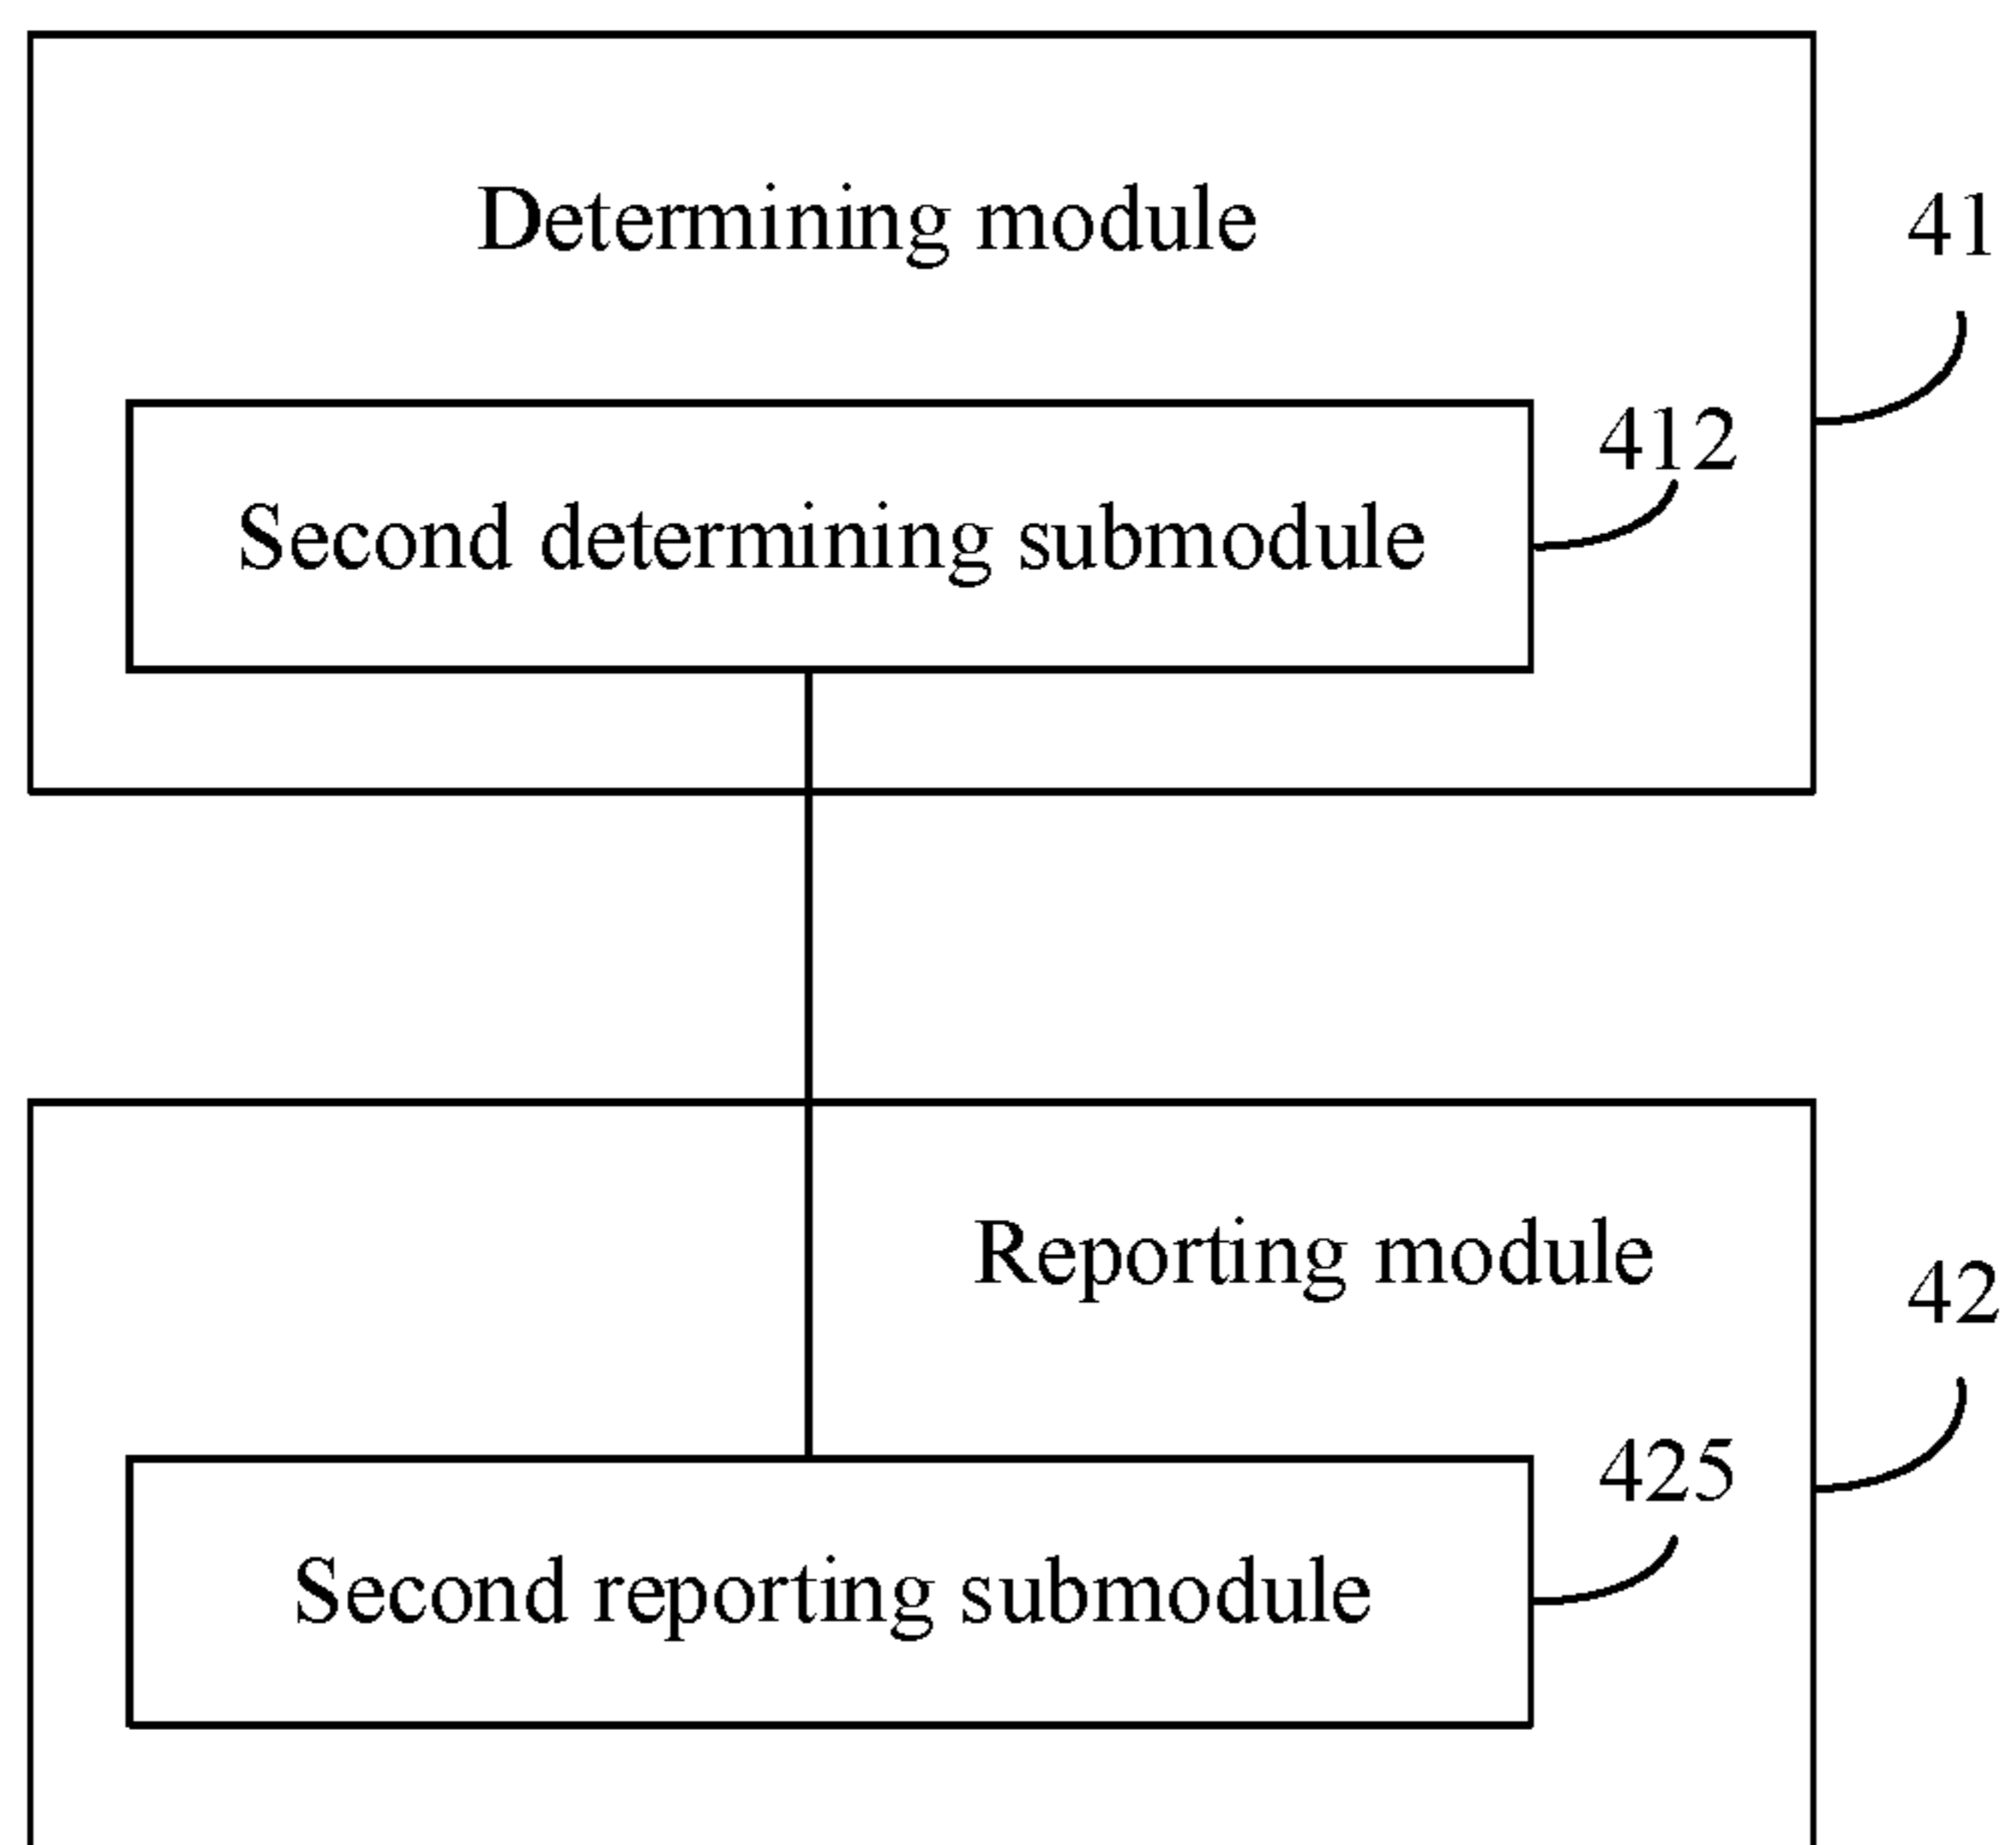 Determining module
41
412
Second determining submodule
Reporting module
42
425
Second reporting submodule